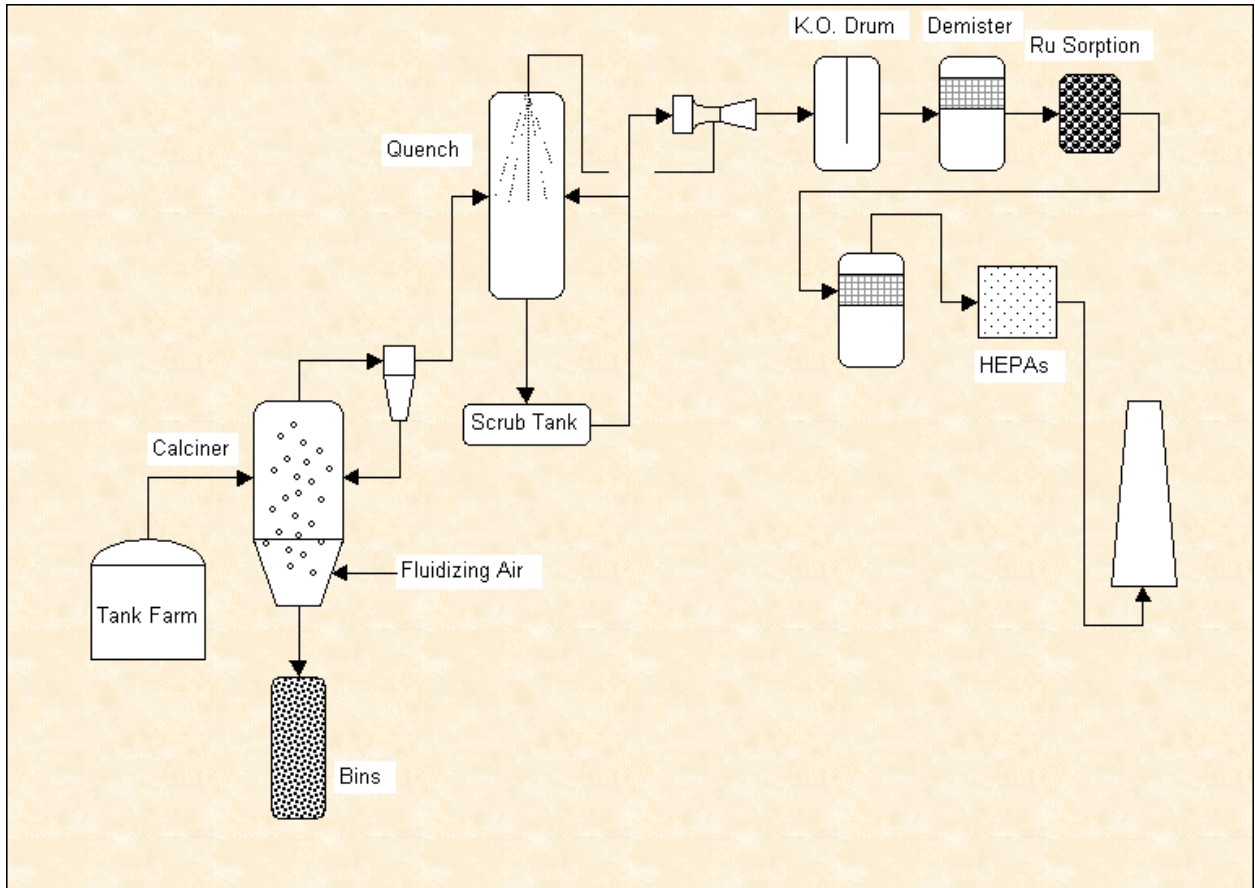 K.O. Drum
Demister
Ru Sorption
Quench
HEPAs
Scrub Tank
Calciner
Fluidizing Air
Tank Farm
Bins